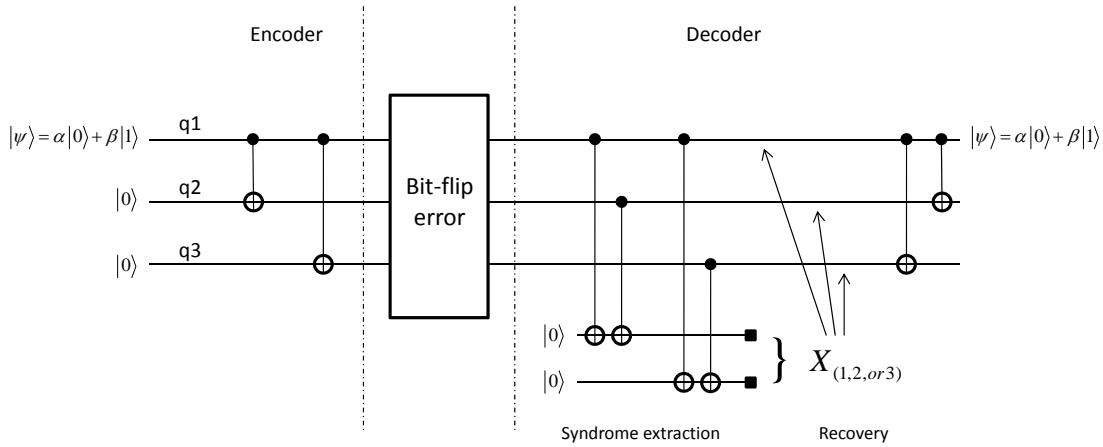 Encoder
Decoder
|ψ⟩=α|0⟩+β|1⟩
q1
|ψ⟩=α|0⟩+β|1⟩
|0⟩
q2
Bit-flip
error
|0⟩
q3
|0⟩
}
X(1,2,or3)
|0⟩
Syndrome extraction
Recovery